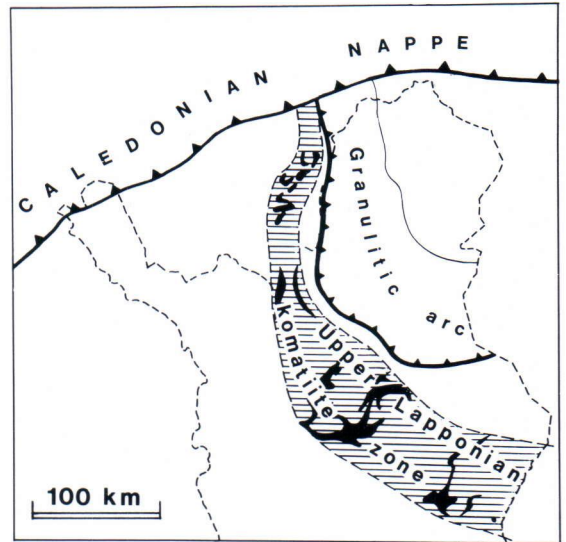 CALEDONIAN NAPPE
Granulitic arc
Upper Lapponian
komatiite zone
100 km